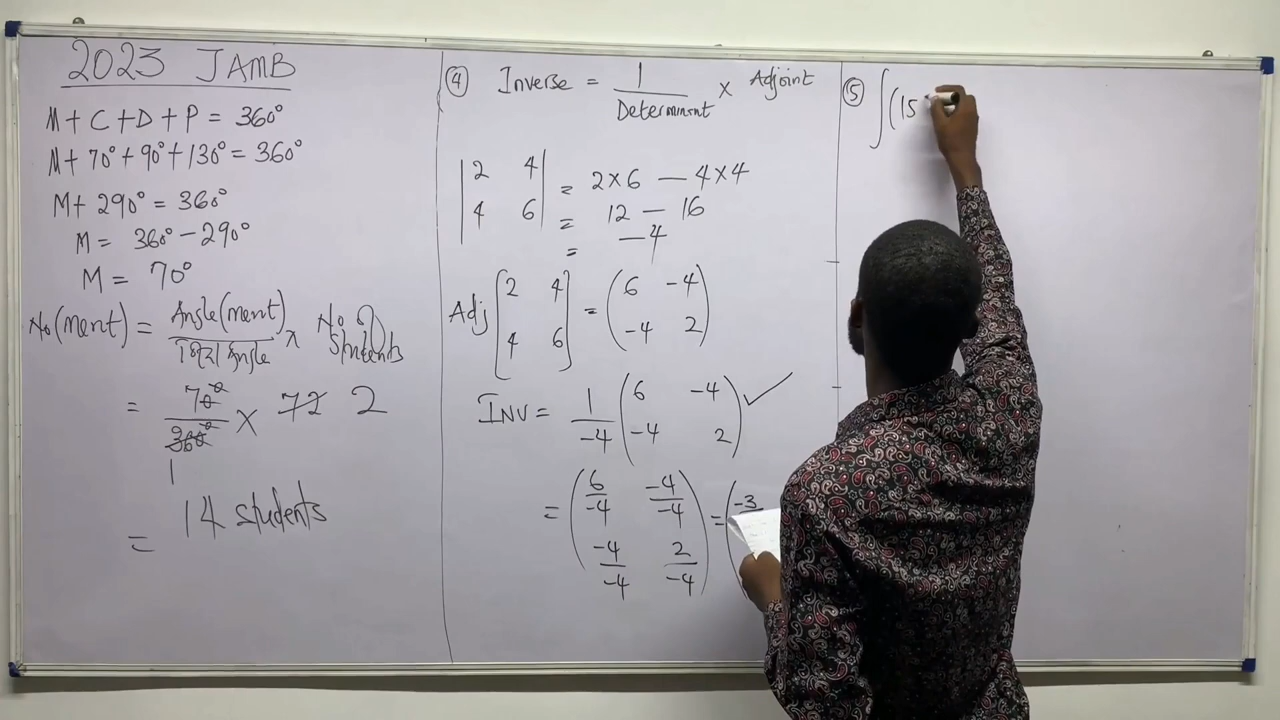 2023 JAMB
M + C + D + P = 360°
M + 70° + 90° + 130° = 360°
M + 290° = 360°
M = 360° − 290°
M = 70°
No(Ment) = Angle(Ment) / Total Angle × No of Students
= 70° / 360° × 72 2
1
= 14 students
④ Inverse = 1 / Determinant × Adjoint
|2 4|
|4 6| = 2×6 — 4×4
= 12 — 16
= —4
Adj [2 4] = (6 -4)
[4 6] (-4 2)
INV = 1/-4 (6 -4) ✓
(-4 2)
= (6/-4 -4/-4) = (-3
(-4/-4 2/-4)
⑤ ∫(15